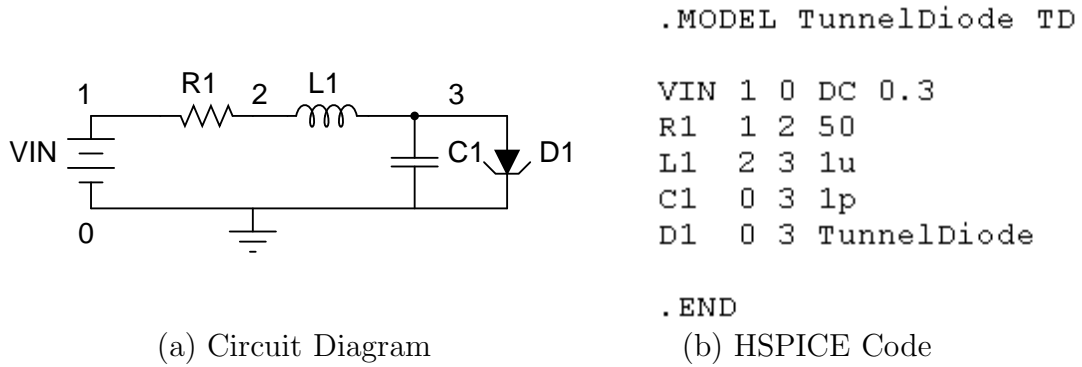 R1
L1
1
2
3
VIN
C1
D1
0
(a) Circuit Diagram
.MODEL TunnelDiode TD
VIN 1 0 DC 0.3
R1 1 2 50
L1 2 3 1u
C1 0 3 1p
D1 0 3 TunnelDiode
.END
(b) HSPICE Code